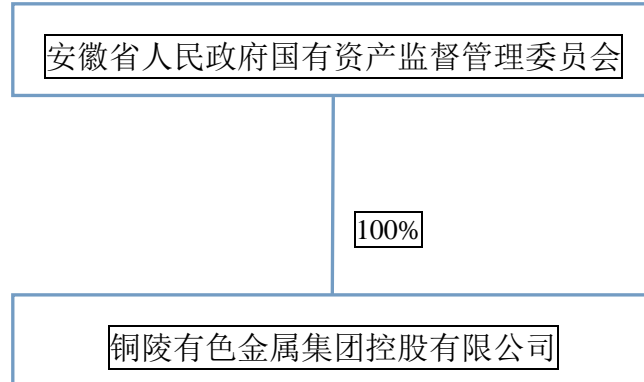 安徽省人民政府国有资产监督管理委员会
100%
铜陵有色金属集团控股有限公司